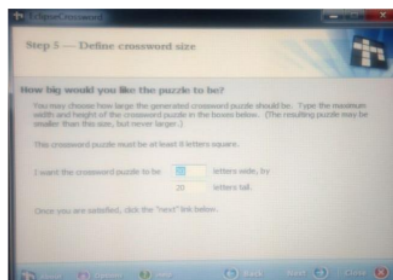 EclipseCrossword
Step 5 — Define crossword size
How big would you like the puzzle to be?
You may choose how large the generated crossword puzzle should be. Type the maximum
width and height of the crossword puzzle in the boxes below. (The resulting puzzle may be
smaller than this size, but never larger.)
This crossword puzzle must be at least 8 letters square.
I want the crossword puzzle to be 20 letters wide, by
20 letters tall.
Once you are satisfied, click the "next" link below.
Back Next Close